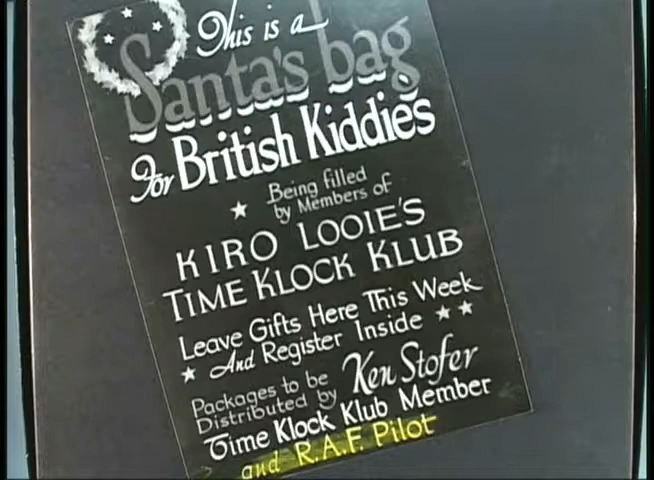 This is a
Santa's bag
For British Kiddies
Being filled
by Members of
KIRO LOOIE'S
TIME KLOCK KLUB
Leave Gifts Here This Week
And Register Inside
Packages to be
Distributed by Ken Stofer
Time Klock Klub Member
and R.A.F. Pilot